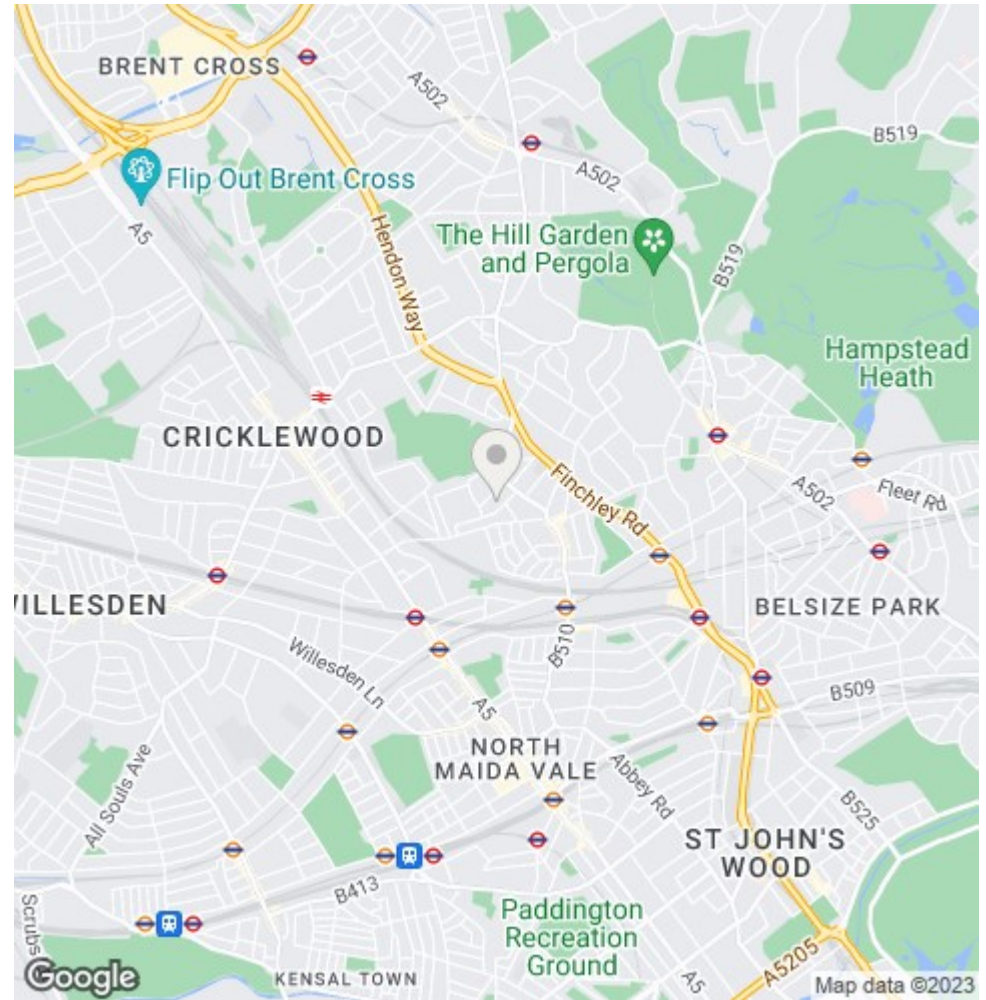 BRENT CROSS
A502
B519
Flip Out Brent Cross
A502
A5
The Hill Garden
and Pergola
B519
Hendon Way
Hampstead
Heath
CRICKLEWOOD
Finchley Rd
A502
Fleet Rd
ILLESDEN
BELSIZE PARK
B510
Willesden Ln
B509
A5
NORTH
MAIDA VALE
Abbey Rd
All Souls Ave
B525
ST JOHN'S
WOOD
B413
Scrubs
Paddington
Recreation
Ground
A5205
A5
KENSAL TOWN
Google
Map data ©2023